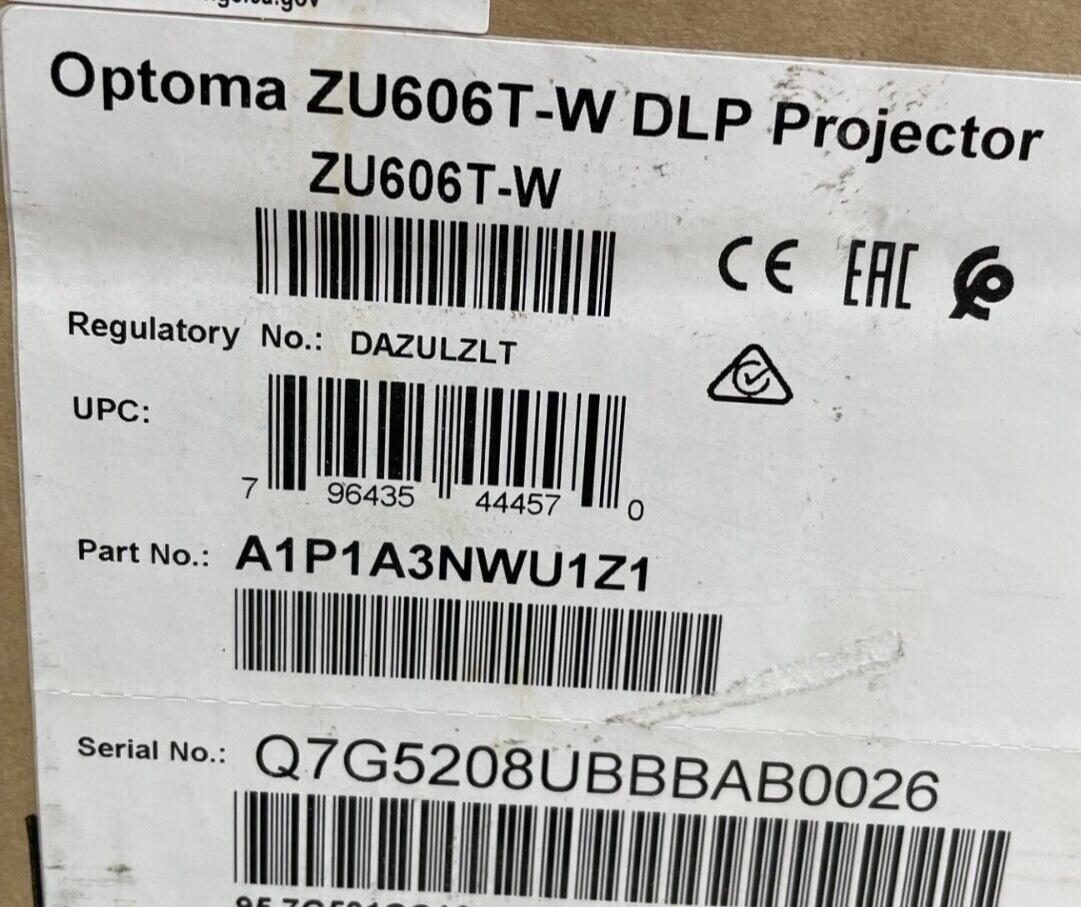 Optoma ZU606T-W DLP Projector
ZU606T-W
CE EAC
Regulatory No.: DAZULZLT
UPC:
7 96435 44457 0
Part No.: A1P1A3NWU1Z1
Serial No.: Q7G5208UBBBAB0026